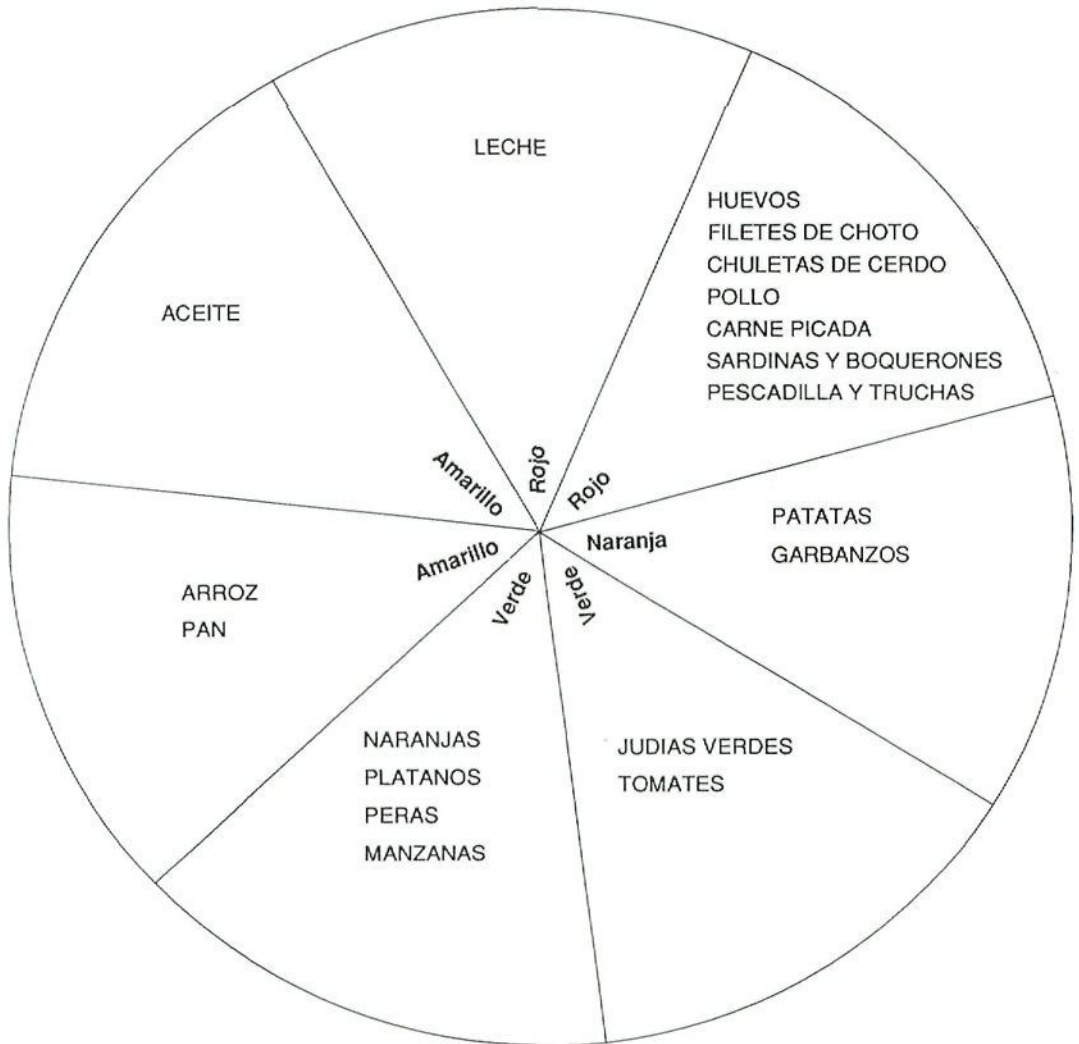 LECHE
HUEVOS
FILETES DE CHOTO
CHULETAS DE CERDO
POLLO
CARNE PICADA
SARDINAS Y BOQUERONES
PESCADILLA Y TRUCHAS
ACEITE
Amarillo
Rojo
Rojo
Naranja
PATATAS
GARBANZOS
Amarillo
Verde
Verde
ARROZ
PAN
NARANJAS
PLATANOS
PERAS
MANZANAS
JUDIAS VERDES
TOMATES